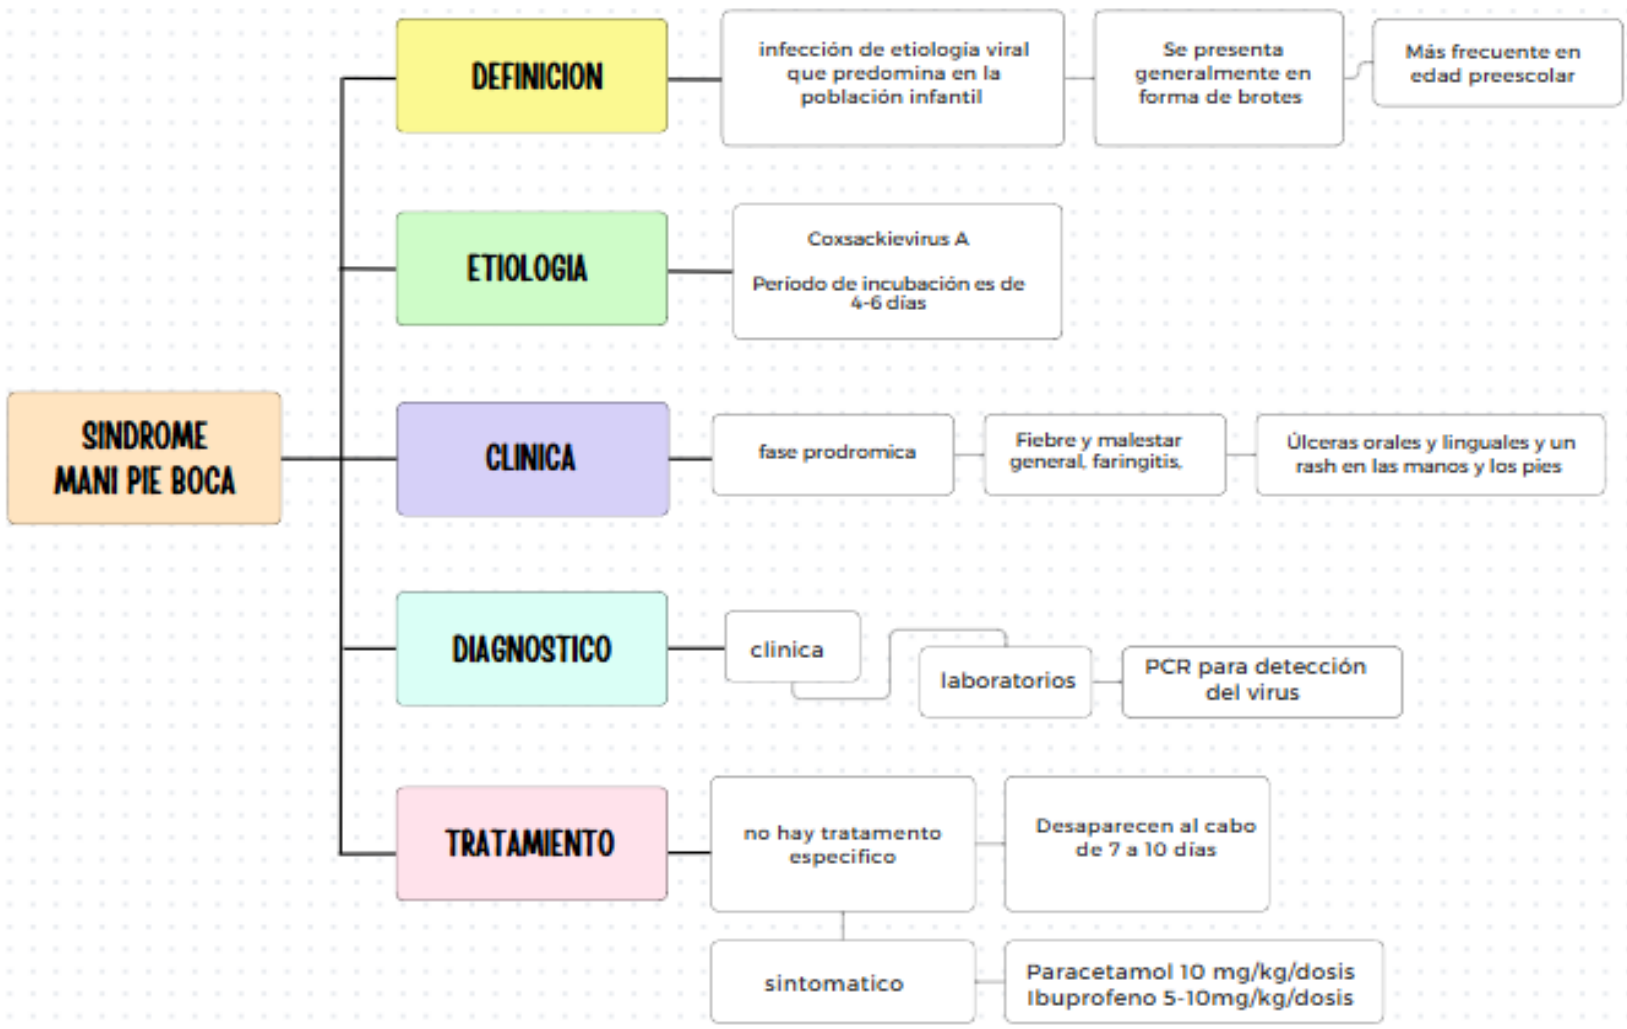 DEFINICION
infección de etiología viral
que predomina en la
población infantil
Se presenta
generalmente en
forma de brotes
Más frecuente en
edad preescolar
ETIOLOGIA
Coxsackievirus A
Período de incubación es de
4-6 días
SINDROME
MANI PIE BOCA
CLINICA
fase prodromica
Fiebre y malestar
general, faringitis,
Úlceras orales y linguales y un
rash en las manos y los pies
DIAGNOSTICO
clinica
laboratorios
PCR para detección
del virus
TRATAMIENTO
no hay tratamento
especifico
Desaparecen al cabo
de 7 a 10 días
sintomatico
Paracetamol 10 mg/kg/dosis
Ibuprofeno 5-10mg/kg/dosis